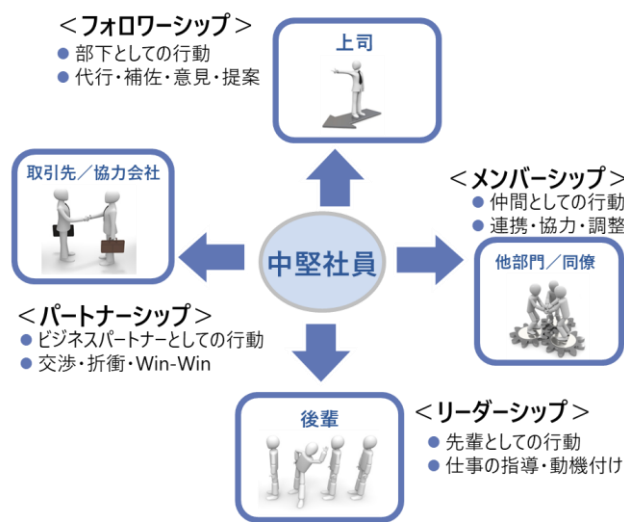 <フォロワーシップ>
● 部下としての行動
● 代行・補佐・意見・提案
上司
取引先／協力会社
<メンバーシップ>
● 仲間としての行動
● 連携・協力・調整
中堅社員
他部門／同僚
<パートナーシップ>
● ビジネスパートナーとしての行動
● 交渉・折衝・Win-Win
後輩
<リーダーシップ>
● 先輩としての行動
● 仕事の指導・動機付け